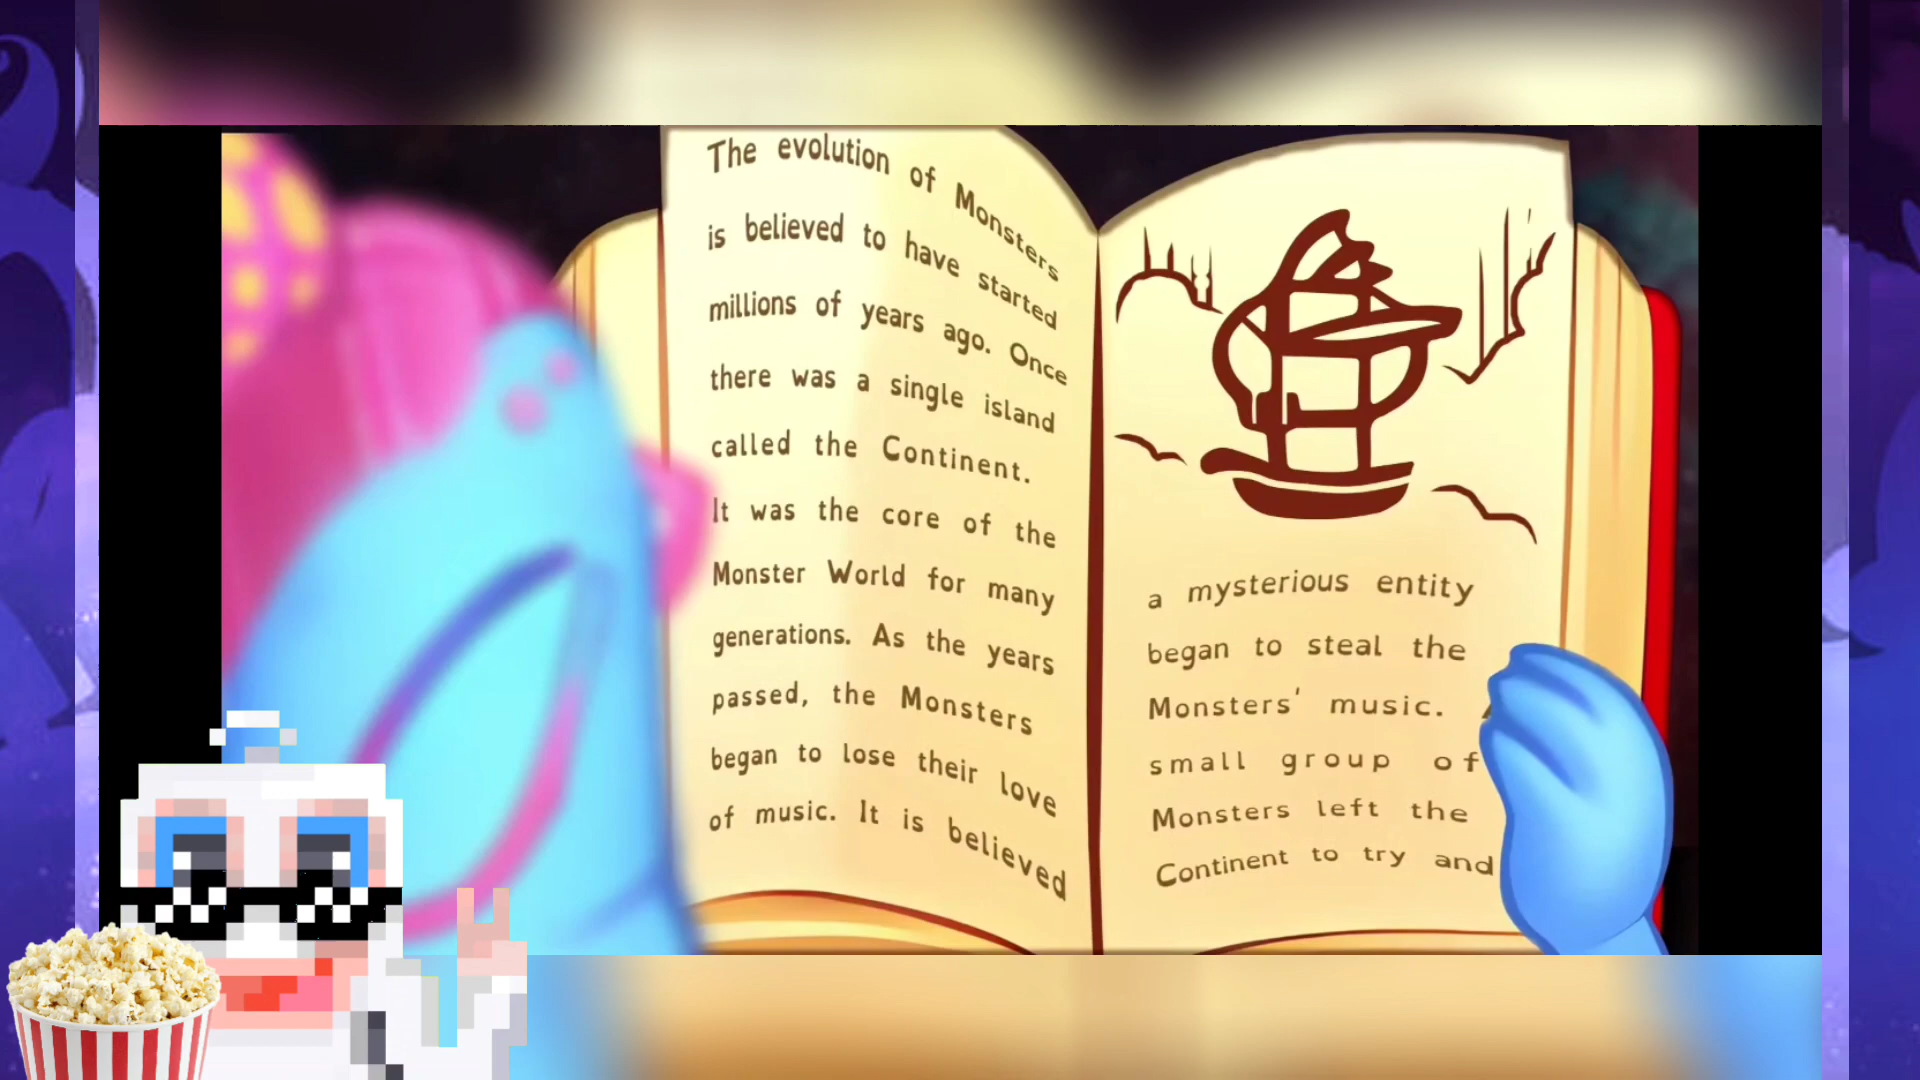 The evolution of Monsters
is believed to have started
millions of years ago. Once
there was a single island
called the Continent.
It was the core of the
Monster World for many
generations. As the years
passed, the Monsters
began to lose their love
of music. It is believed
a mysterious entity
began to steal the
Monsters' music.
small group of
Monsters left the
Continent to try and